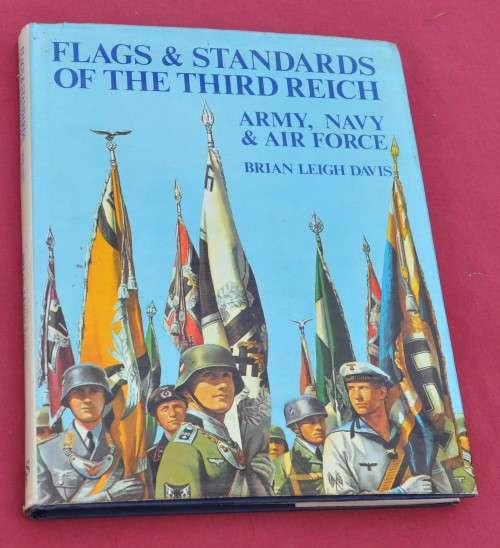 FLAGS & STANDARDS
OF THE THIRD REICH
ARMY, NAVY
& AIR FORCE
BRIAN LEIGH DAVIS